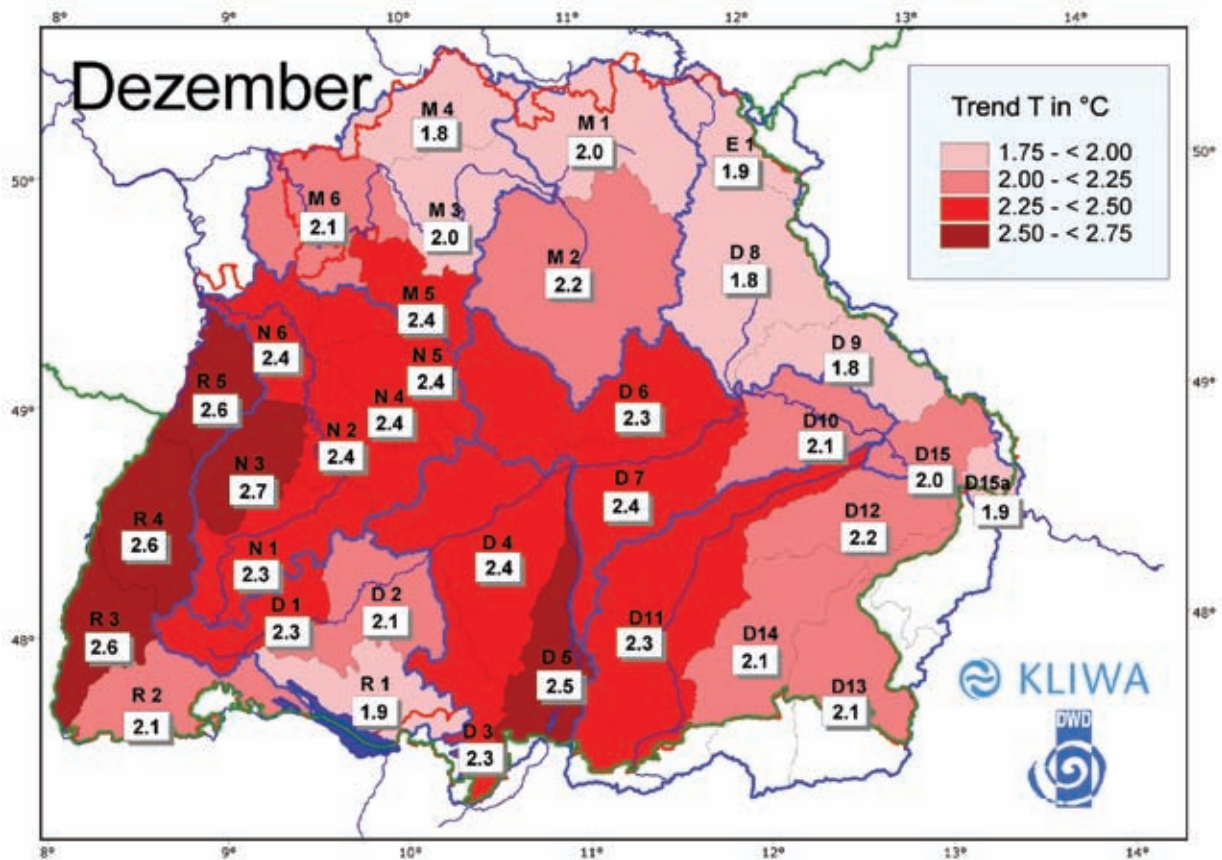 8° 9° 10° 11° 12° 13° 14°
Dezember
Trend T in °C
1.75 - < 2.00
2.00 - < 2.25
2.25 - < 2.50
2.50 - < 2.75
M 4
1.8
M 1
2.0
E 1
1.9
50°
50°
M 6
2.1
M 3
2.0
M 2
2.2
D 8
1.8
M 5
2.4
N 6
2.4
N 5
2.4
D 9
1.8
49°
R 5
2.6
N 4
2.4
D 6
2.3
49°
N 2
2.4
D10
2.1
N 3
2.7
D 7
2.4
D15
2.0
D15a
1.9
R 4
2.6
D12
2.2
N 1
2.3
D 4
2.4
D 1
2.3
D 2
2.1
48°
R 3
2.6
D11
2.3
D14
2.1
48°
D 5
2.5
R 2
2.1
R 1
1.9
D13
2.1
D 3
2.3
KLIWA
DWD
8° 9° 10° 11° 12° 13° 14°